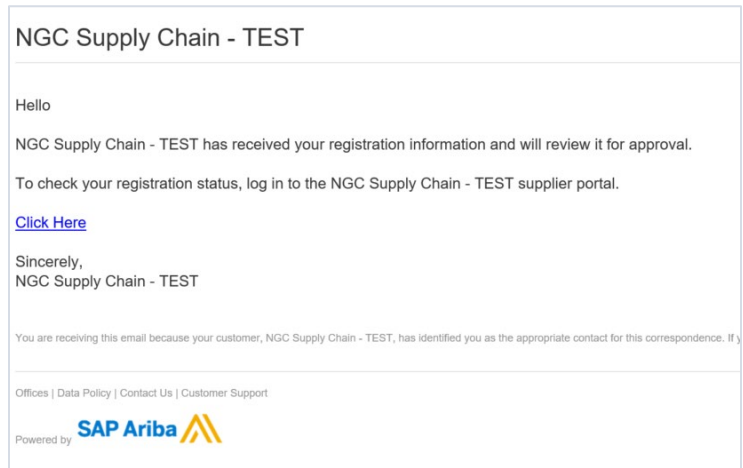 NGC Supply Chain - TEST
Hello
NGC Supply Chain - TEST has received your registration information and will review it for approval.
To check your registration status, log in to the NGC Supply Chain - TEST supplier portal.
Click Here
Sincerely,
NGC Supply Chain - TEST
You are receiving this email because your customer, NGC Supply Chain - TEST, has identified you as the appropriate contact for this correspondence. If
Offices | Data Policy | Contact Us | Customer Support
Powered by SAP Ariba